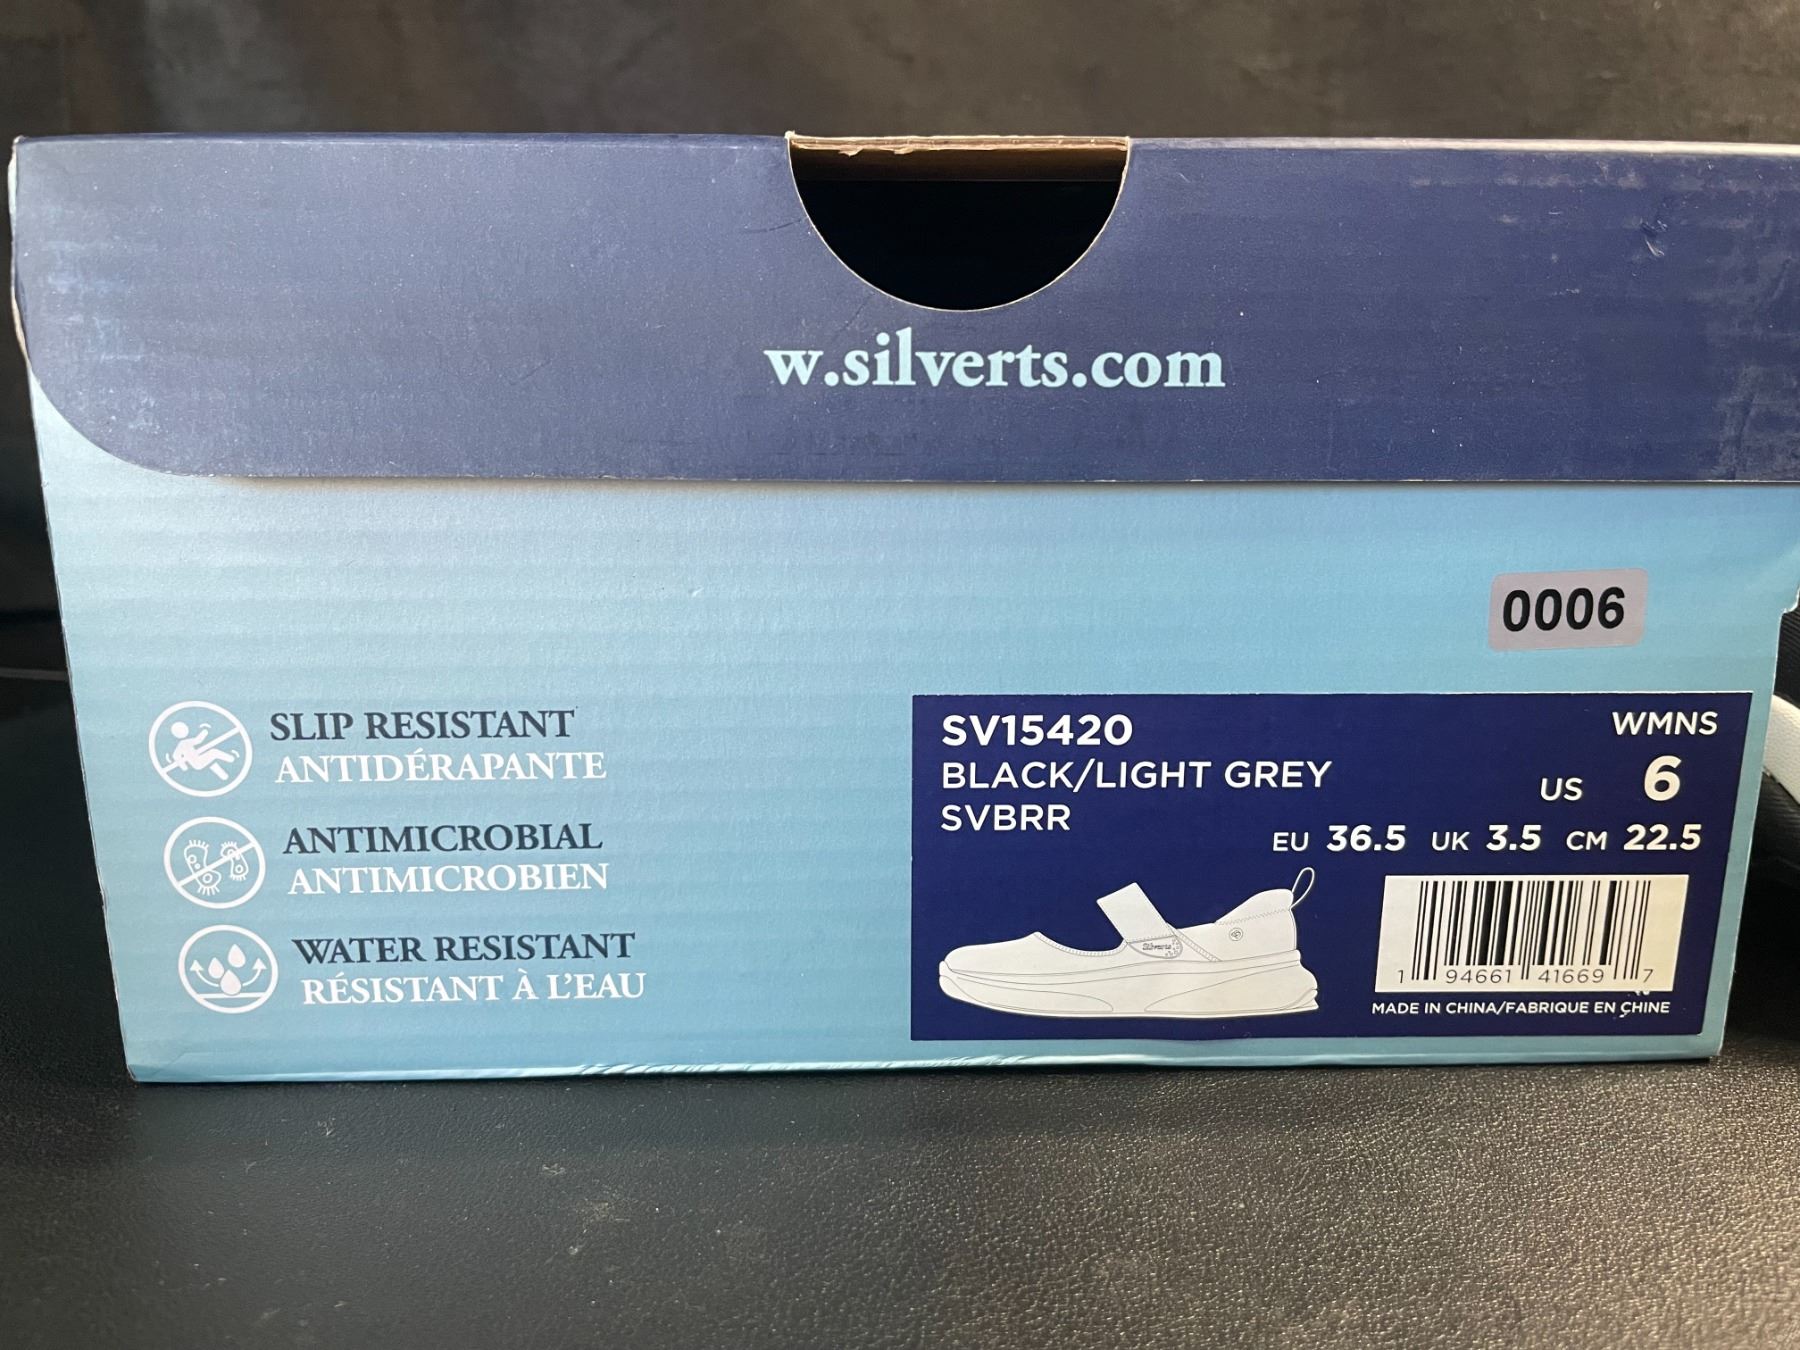 w.silverts.com
0006
SLIP RESISTANT
ANTIDÉRAPANTE
ANTIMICROBIAL
ANTIMICROBIEN
WATER RESISTANT
RÉSISTANT À L'EAU
SV15420
WMNS
BLACK/LIGHT GREY
US 6
SVBRR
EU 36.5 UK 3.5 CM 22.5
Silverts
1 94661 41669 7
MADE IN CHINA/FABRIQUE EN CHINE